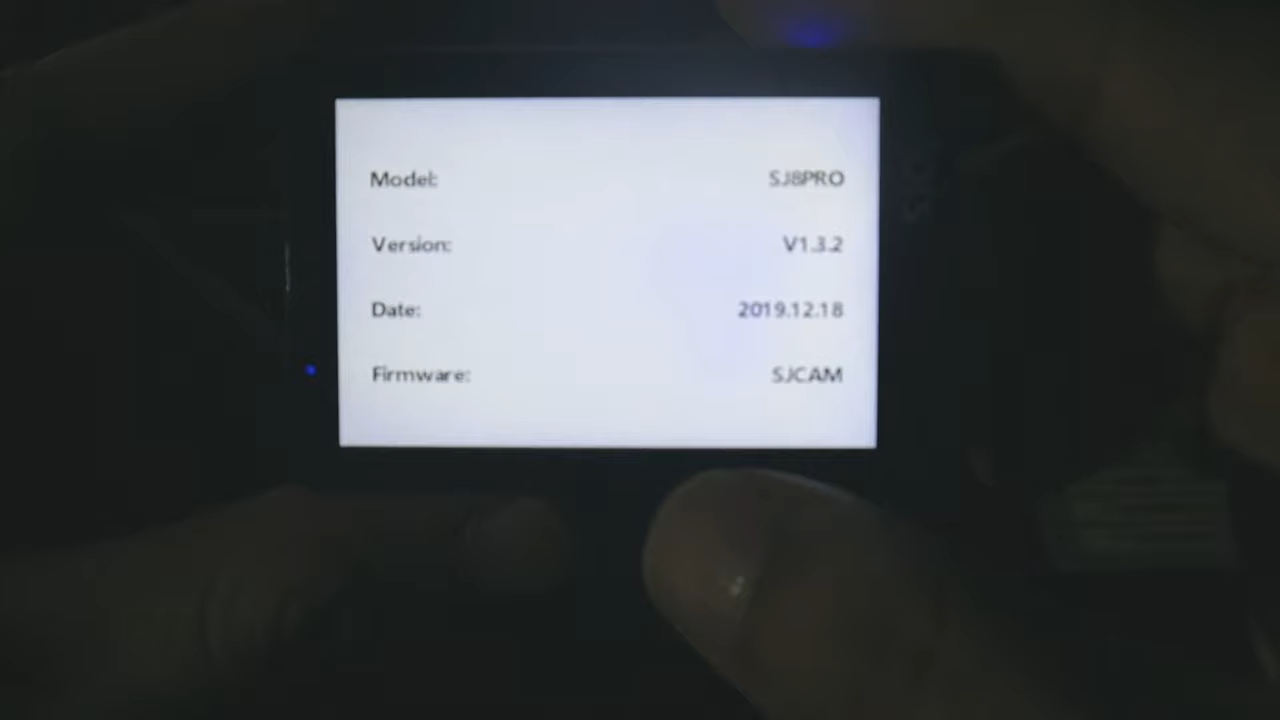 Model: SJ8PRO
Version: V1.3.2
Date: 2019.12.18
Firmware: SJCAM